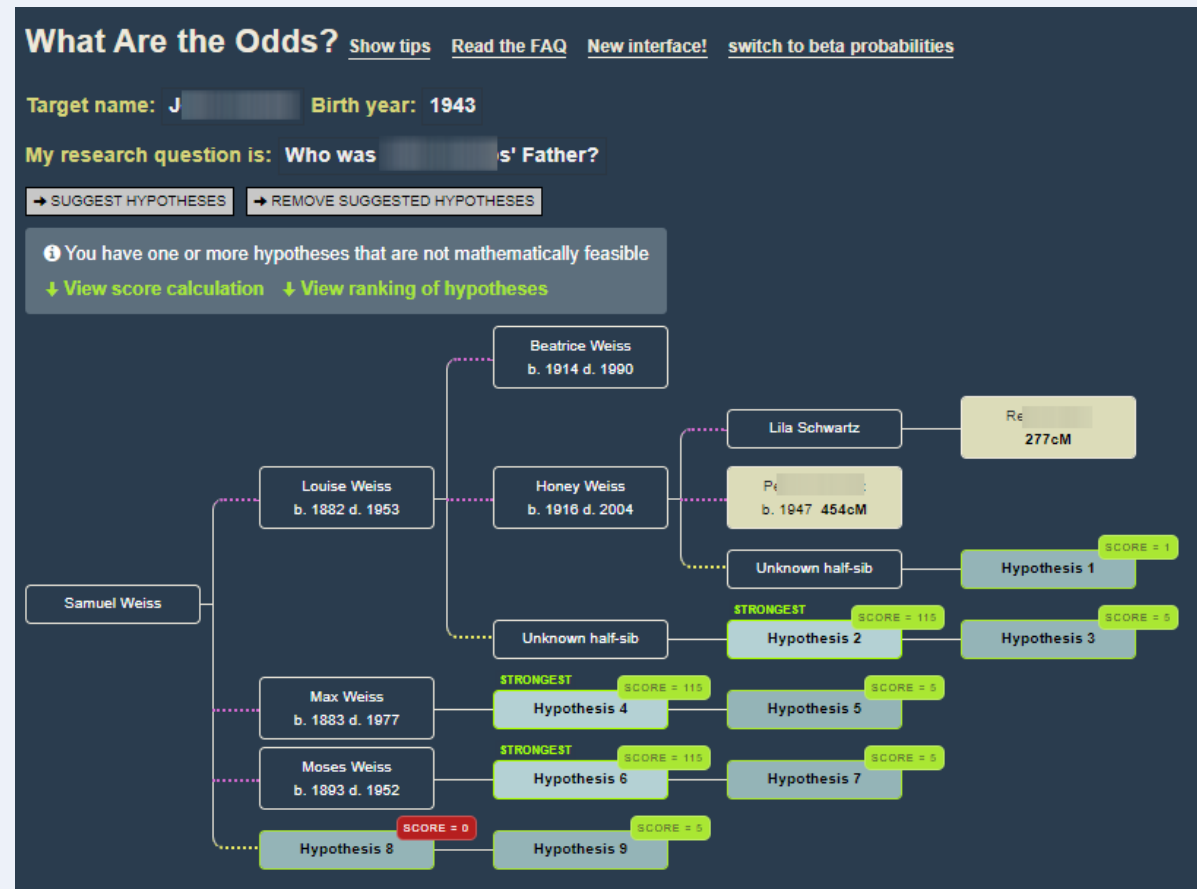 What Are the Odds? Show tips Read the FAQ New interface! switch to beta probabilities
Target name: J Birth year: 1943
My research question is: Who was s' Father?
➔ SUGGEST HYPOTHESES ➔ REMOVE SUGGESTED HYPOTHESES
You have one or more hypotheses that are not mathematically feasible
View score calculation View ranking of hypotheses
Beatrice Weiss
b. 1914 d. 1990
Lila Schwartz
Re
277cM
Louise Weiss
b. 1882 d. 1953
Honey Weiss
b. 1916 d. 2004
Pe
b. 1947 454cM
Unknown half-sib
SCORE = 1
Hypothesis 1
Samuel Weiss
Unknown half-sib
STRONGEST
SCORE = 115
Hypothesis 2
SCORE = 5
Hypothesis 3
Max Weiss
b. 1883 d. 1977
STRONGEST
SCORE = 115
Hypothesis 4
SCORE = 5
Hypothesis 5
Moses Weiss
b. 1893 d. 1952
STRONGEST
SCORE = 115
Hypothesis 6
SCORE = 5
Hypothesis 7
SCORE = 0
Hypothesis 8
SCORE = 5
Hypothesis 9